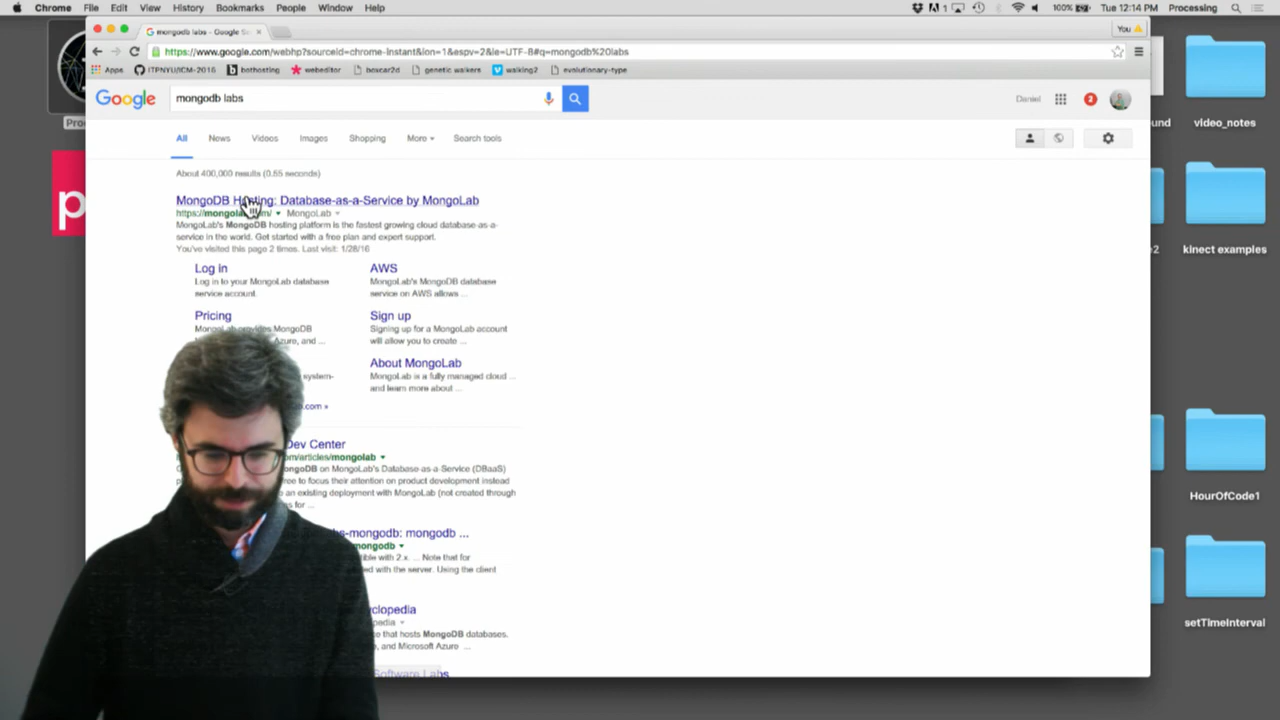 Chrome File Edit View History Bookmarks People Window Help
1 100% Tue 12:14 PM Processing
mongodb labs - Google Se
You
https://www.google.com/webhp?sourceid=chrome-instant&ion=1&espv=2&ie=UTF-8#q=mongodb%20labs
Apps ITPNYU/ICM-2015 bothosting webeditor boxcar2d genetic walkers walking2 evolutionary-type
Google mongodb labs Daniel 2
All News Videos Images Shopping More Search tools
About 400,000 results (0.55 seconds)
MongoDB Hosting: Database-as-a-Service by MongoLab
MongoLab
MongoLab's MongoDB hosting platform is the fastest growing cloud database-as-a-
service in the world. Get started with a free plan and expert support.
You've visited this page 2 times. Last visit: 1/28/16
Log in
Log in to your MongoLab database
service account.
AWS
MongoLab's MongoDB database
service on AWS allows ...
Pricing
MongoLab provides MongoDB
Azure, and ...
Sign up
Signing up for a MongoLab account
will allow you to create ...
system-
About MongoLab
MongoLab is a fully managed cloud ...
and learn more about ...
.com »
Dev Center
om/articles/mongolab
ongoDB on MongoLab's Database-as-a-Service (DBaaS)
ee to focus their attention on product development instead
e an existing deployment with MongoLab (not created through
s for ...
bs-mongodb: mongodb ...
mongodb
ible with 2.x. ... Note that for
ed with the server. Using the client
clopedia
pedia
e that hosts MongoDB databases.
e, and Microsoft Azure ...
Software Labs
video_notes
kinect examples
HourOfCode1
setTimeInterval